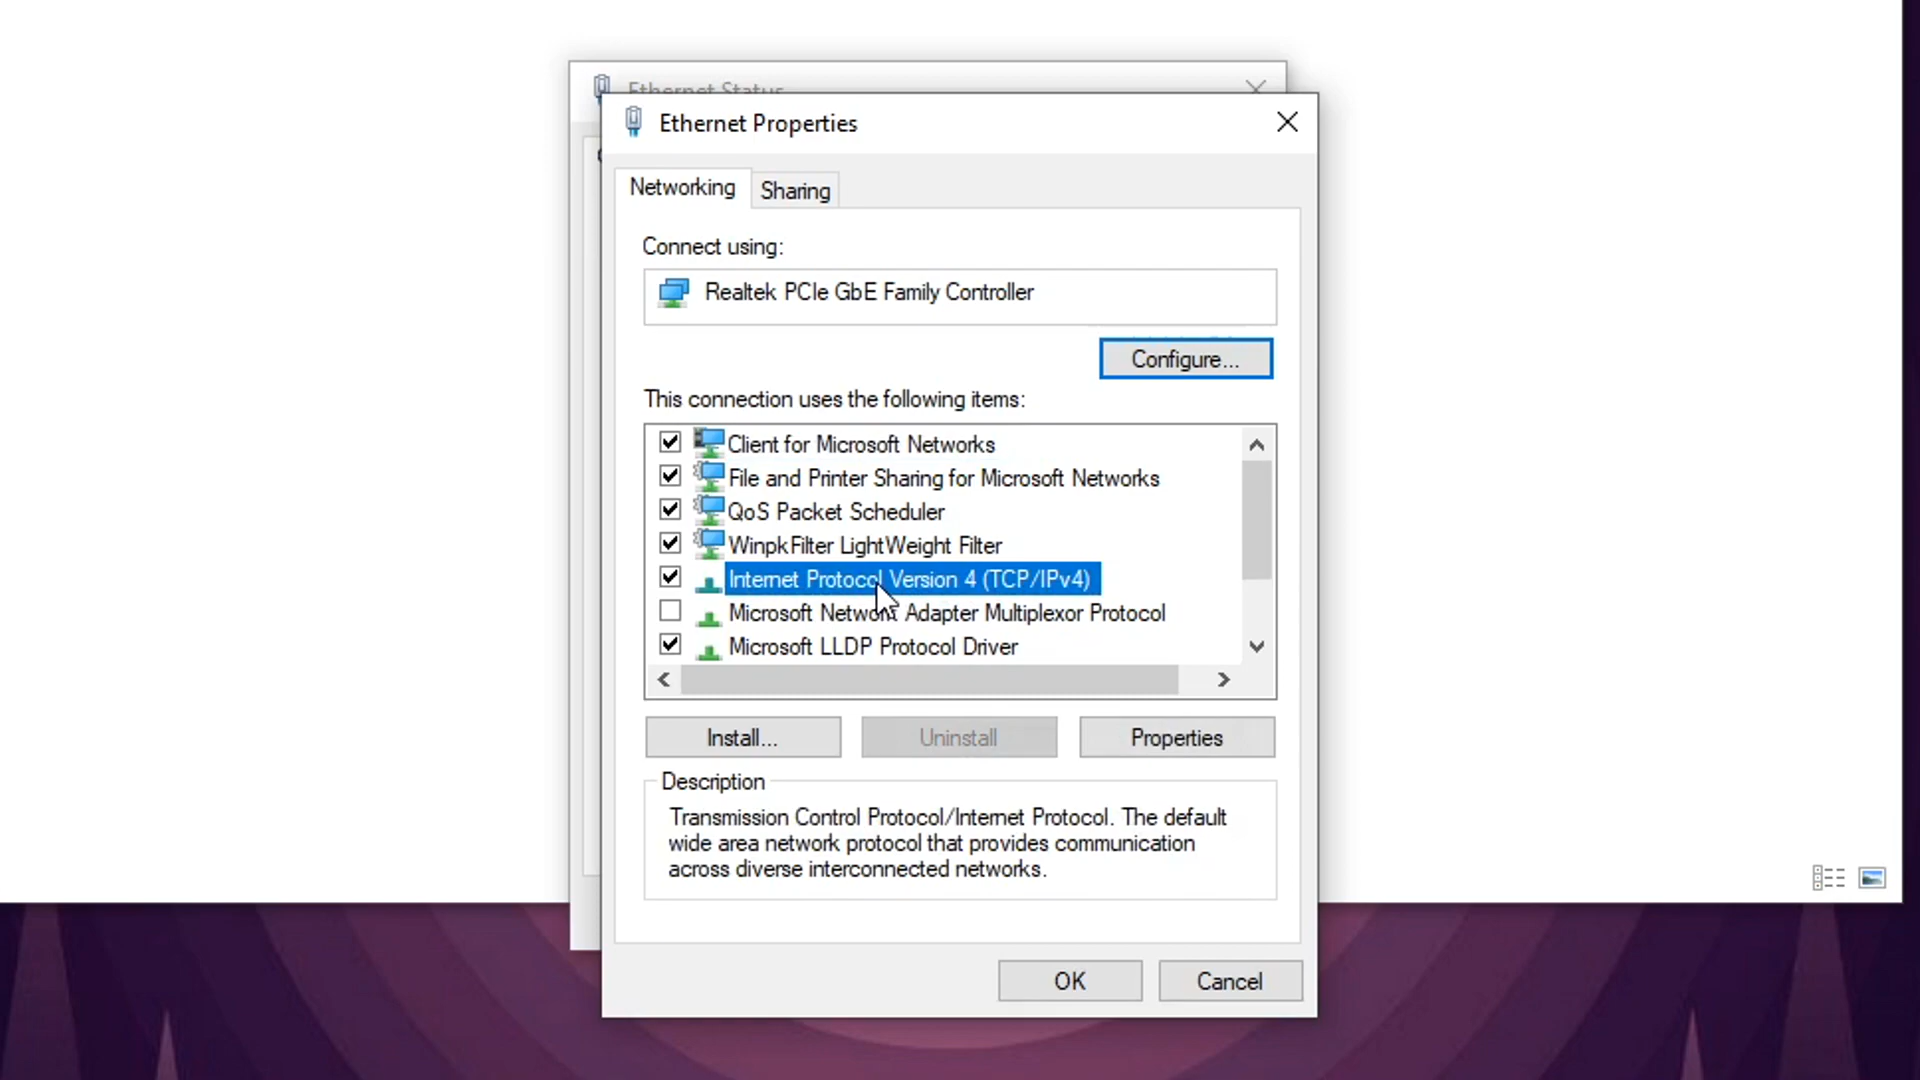 Ethernet Status
Ethernet Properties
Networking
Sharing
Connect using:
Realtek PCIe GbE Family Controller
Configure...
This connection uses the following items:
Client for Microsoft Networks
File and Printer Sharing for Microsoft Networks
QoS Packet Scheduler
WinpkFilter LightWeight Filter
Internet Protocol Version 4 (TCP/IPv4)
Microsoft Network Adapter Multiplexor Protocol
Microsoft LLDP Protocol Driver
Install...
Uninstall
Properties
Description
Transmission Control Protocol/Internet Protocol. The default
wide area network protocol that provides communication
across diverse interconnected networks.
OK
Cancel